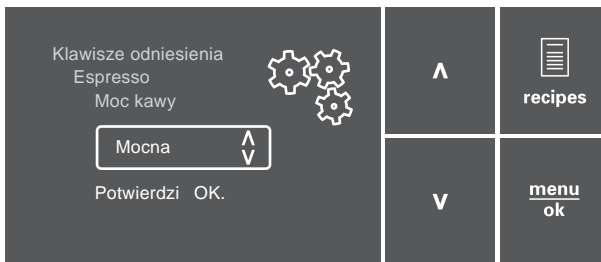 Klawisze odniesienia
Espresso
Moc kawy
Mocna
Potwierdzi OK.
recipes
menu
ok